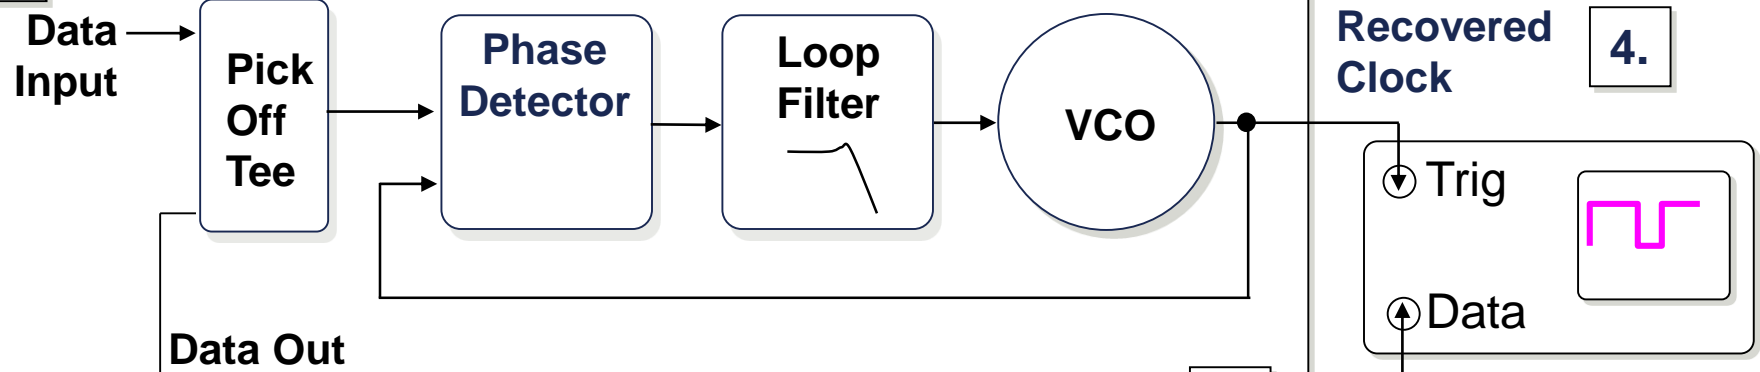 Data
Input
Pick
Off
Tee
Phase
Detector
Loop
Filter
VCO
Recovered
Clock
4.
Trig
Data
Data Out